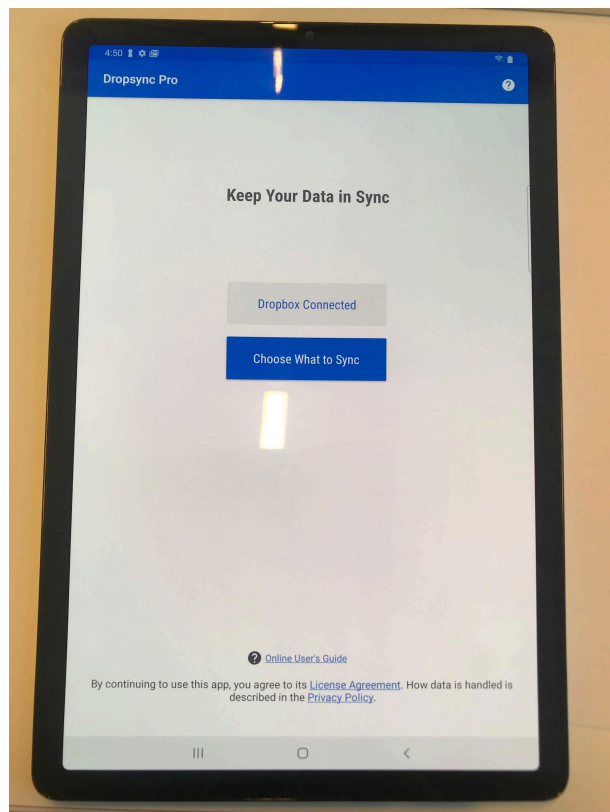 4:50
Dropsync Pro
?
Keep Your Data in Sync
Dropbox Connected
Choose What to Sync
? Online User's Guide
By continuing to use this app, you agree to its License Agreement. How data is handled is
described in the Privacy Policy.